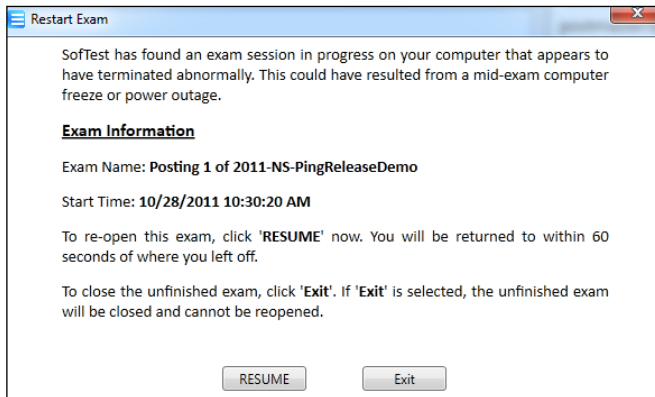 Restart Exam
SofTest has found an exam session in progress on your computer that appears to
have terminated abnormally. This could have resulted from a mid-exam computer
freeze or power outage.
Exam Information
Exam Name: Posting 1 of 2011-NS-PingReleaseDemo
Start Time: 10/28/2011 10:30:20 AM
To re-open this exam, click 'RESUME' now. You will be returned to within 60
seconds of where you left off.
To close the unfinished exam, click 'Exit'. If 'Exit' is selected, the unfinished exam
will be closed and cannot be reopened.
RESUME Exit